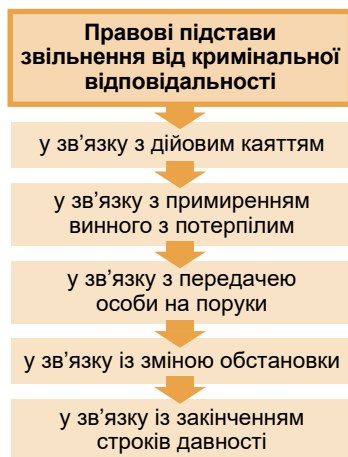 Правові підстави
звільнення від кримінальної
відповідальності
у зв'язку з дійовим каяттям
у зв'язку з примиренням
винного з потерпілим
у зв'язку з передачею
особи на поруки
у зв'язку із зміною обстановки
у зв'язку із закінченням
строків давності